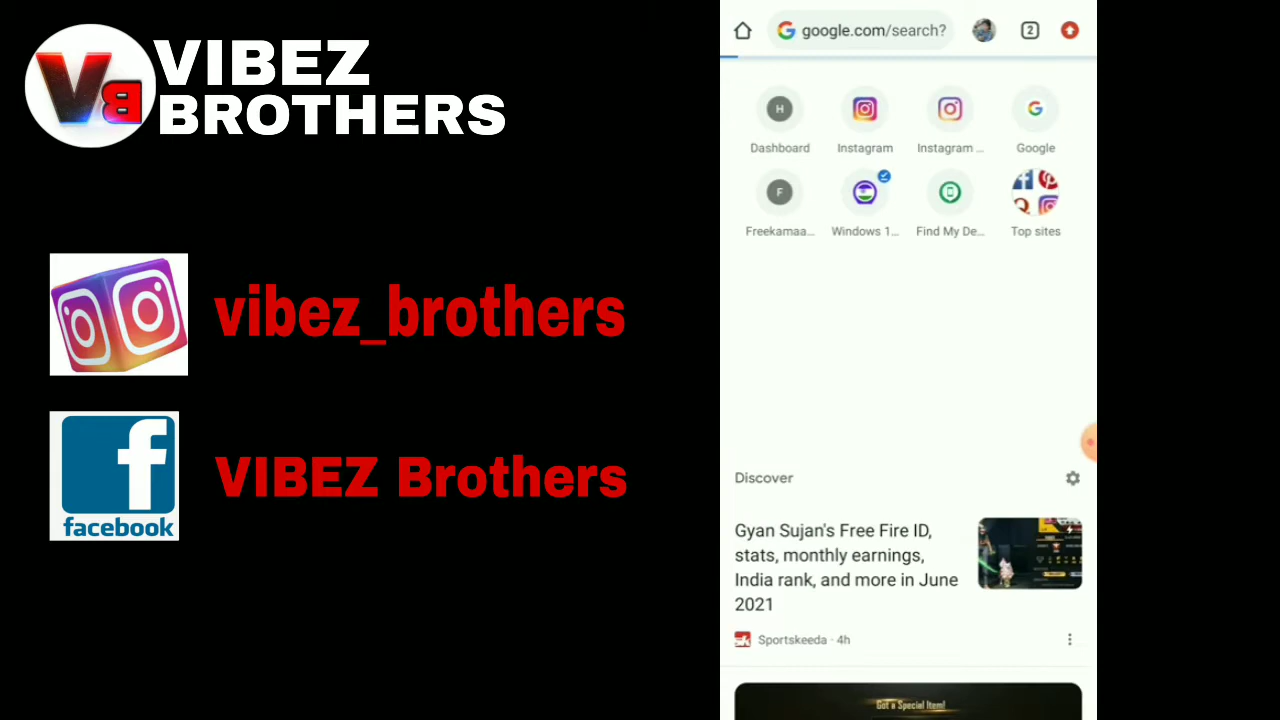 VIBEZ
BROTHERS
vibez_brothers
facebook
VIBEZ Brothers
google.com/search?
2
H
Dashboard
Instagram
Instagram ...
Google
F
Freekamaa...
Windows 1...
Find My De...
Top sites
Discover
Gyan Sujan's Free Fire ID,
stats, monthly earnings,
India rank, and more in June
2021
Sportskeeda · 4h
Got a Special Item!